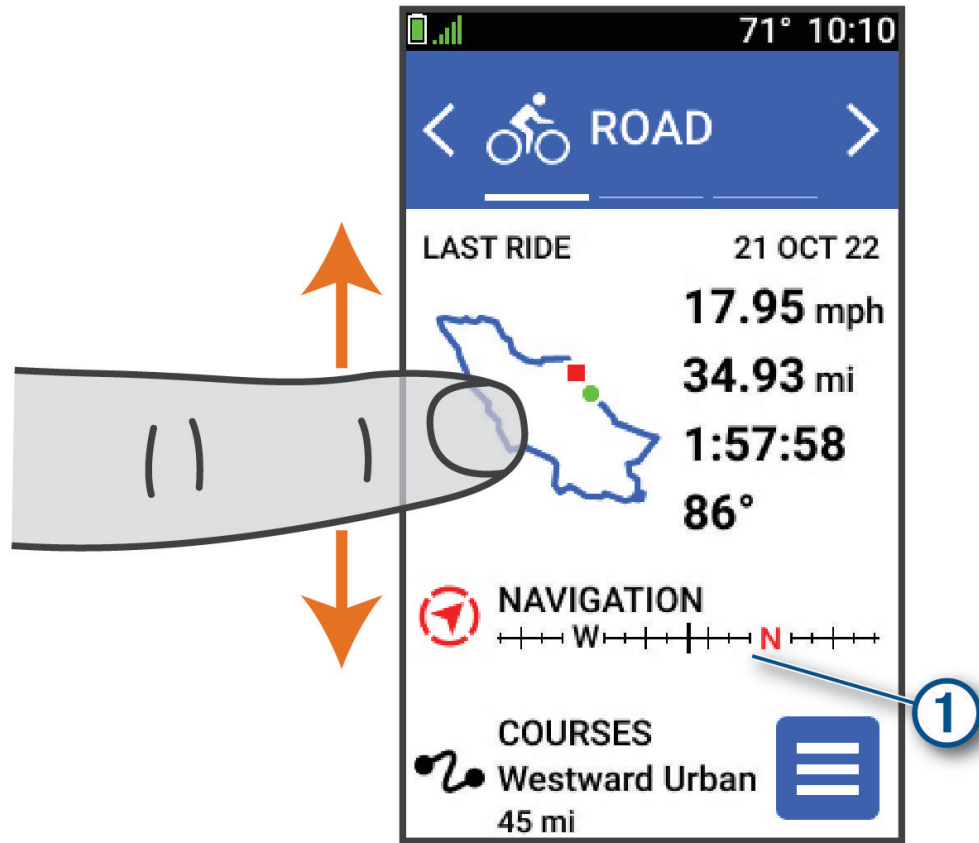 71° 10:10
ROAD
LAST RIDE 21 OCT 22
17.95 mph
34.93 mi
1:57:58
86°
NAVIGATION
W N
1
COURSES
Westward Urban
45 mi